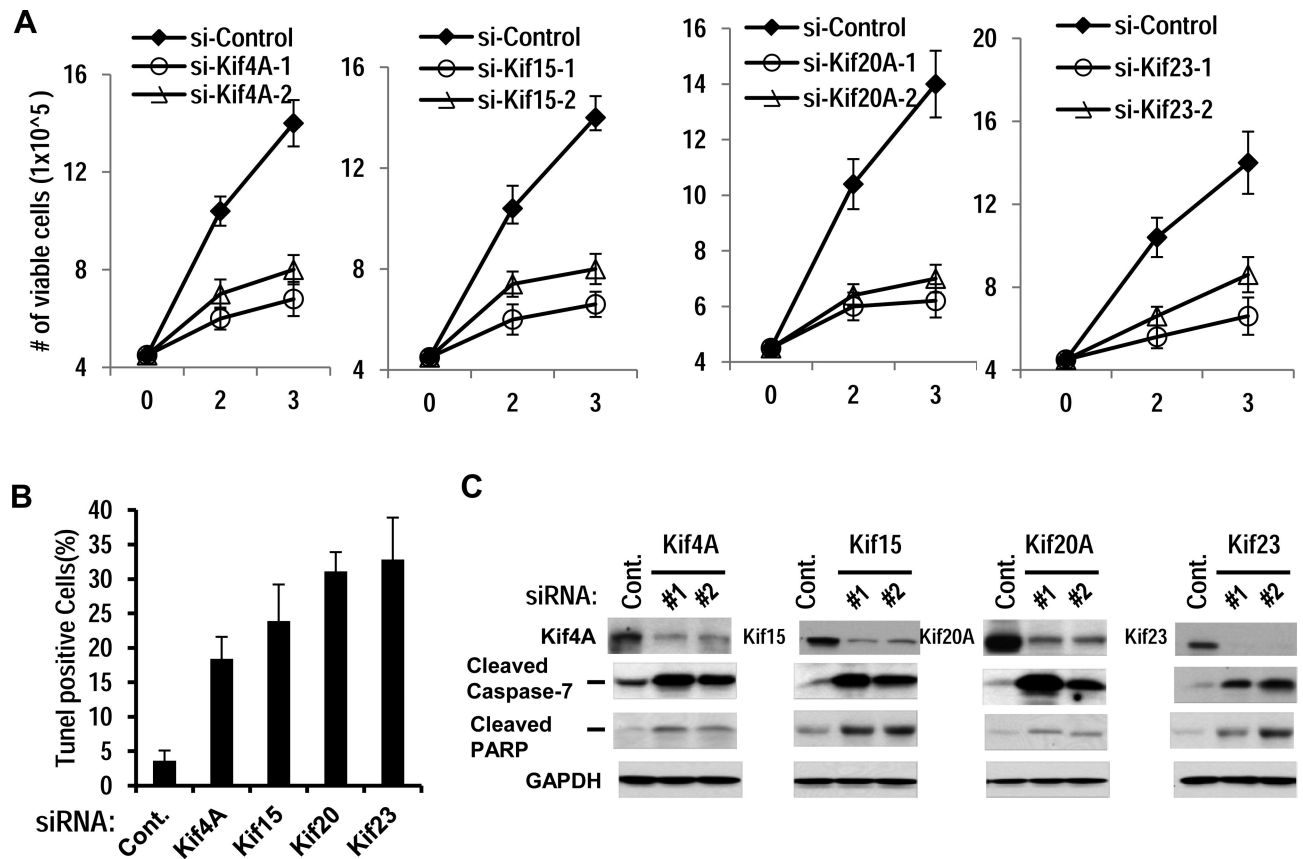 A
si-Control
si-Kif4A-1
si-Kif4A-2
# of viable cells (1x10^5 )
16
12
8
4
0 2 3
si-Control
si-Kif15-1
si-Kif15-2
16
12
8
4
0 2 3
si-Control
si-Kif20A-1
si-Kif20A-2
16
14
12
10
8
6
4
0 2 3
si-Control
si-Kif23-1
si-Kif23-2
20
16
12
8
4
0 2 3
B
Tunel positive Cells(%)
40
35
30
25
20
15
10
5
0
siRNA: Cont. Kif4A Kif15 Kif20 Kif23
C
Kif4A Kif15 Kif20A Kif23
siRNA: Cont. #1 #2 Cont. #1 #2 Cont. #1 #2 Cont. #1 #2
Kif4A Kif15 Kif20A Kif23
Cleaved
Caspase-7
Cleaved
PARP
GAPDH